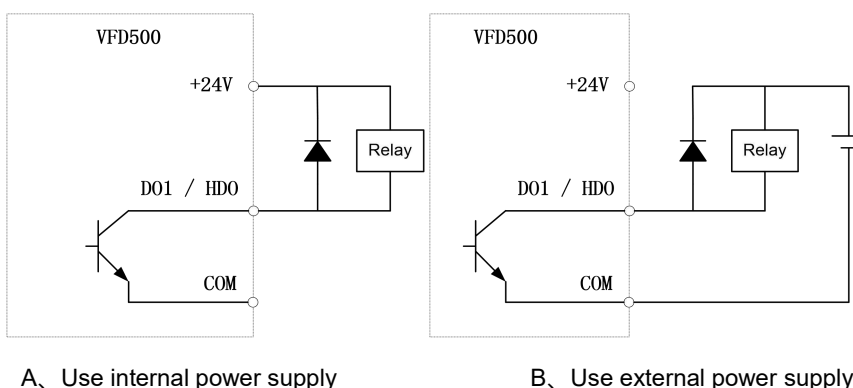 VFD500
+24V
Relay
DO1 / HDO
COM
VFD500
+24V
Relay
DO1 / HDO
COM
A、Use internal power supply
B、Use external power supply